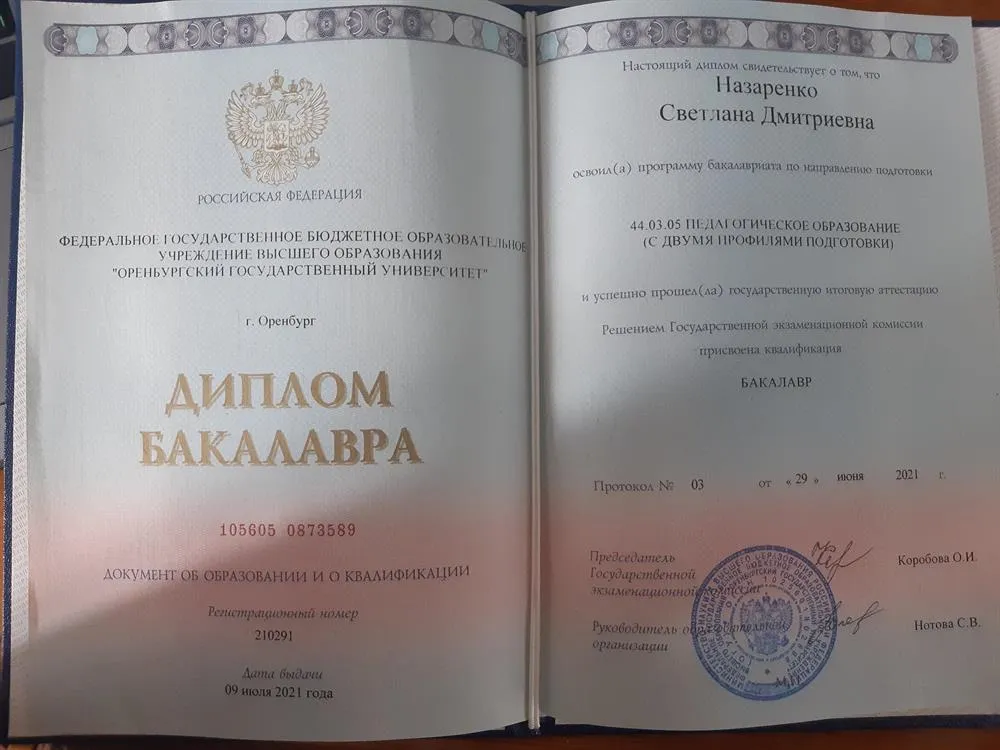 РОССИЙСКАЯ ФЕДЕРАЦИЯ
ФЕДЕРАЛЬНОЕ ГОСУДАРСТВЕННОЕ БЮДЖЕТНОЕ ОБРАЗОВАТЕЛЬНОЕ
УЧРЕЖДЕНИЕ ВЫСШЕГО ОБРАЗОВАНИЯ
"ОРЕНБУРГСКИЙ ГОСУДАРСТВЕННЫЙ УНИВЕРСИТЕТ"
г. Оренбург
ДИПЛОМ
БАКАЛАВРА
105605 0873589
ДОКУМЕНТ ОБ ОБРАЗОВАНИИ И О КВАЛИФИКАЦИИ
Регистрационный номер
210291
Дата выдачи
09 июля 2021 года
Настоящий диплом свидетельствует о том, что
Назаренко
Светлана Дмитриевна
освоил(а) программу бакалавриата по направлению подготовки
44.03.05 ПЕДАГОГИЧЕСКОЕ ОБРАЗОВАНИЕ
(С ДВУМЯ ПРОФИЛЯМИ ПОДГОТОВКИ)
и успешно прошел(ла) государственную итоговую аттестацию
Решением Государственной экзаменационной комиссии
присвоена квалификация
БАКАЛАВР
Протокол № 03 от « 29 » июня 2021 г.
Председатель
Государственной
экзаменационной комиссии
Коробова О.И.
Руководитель образовательной
организации
Нотова С.В.